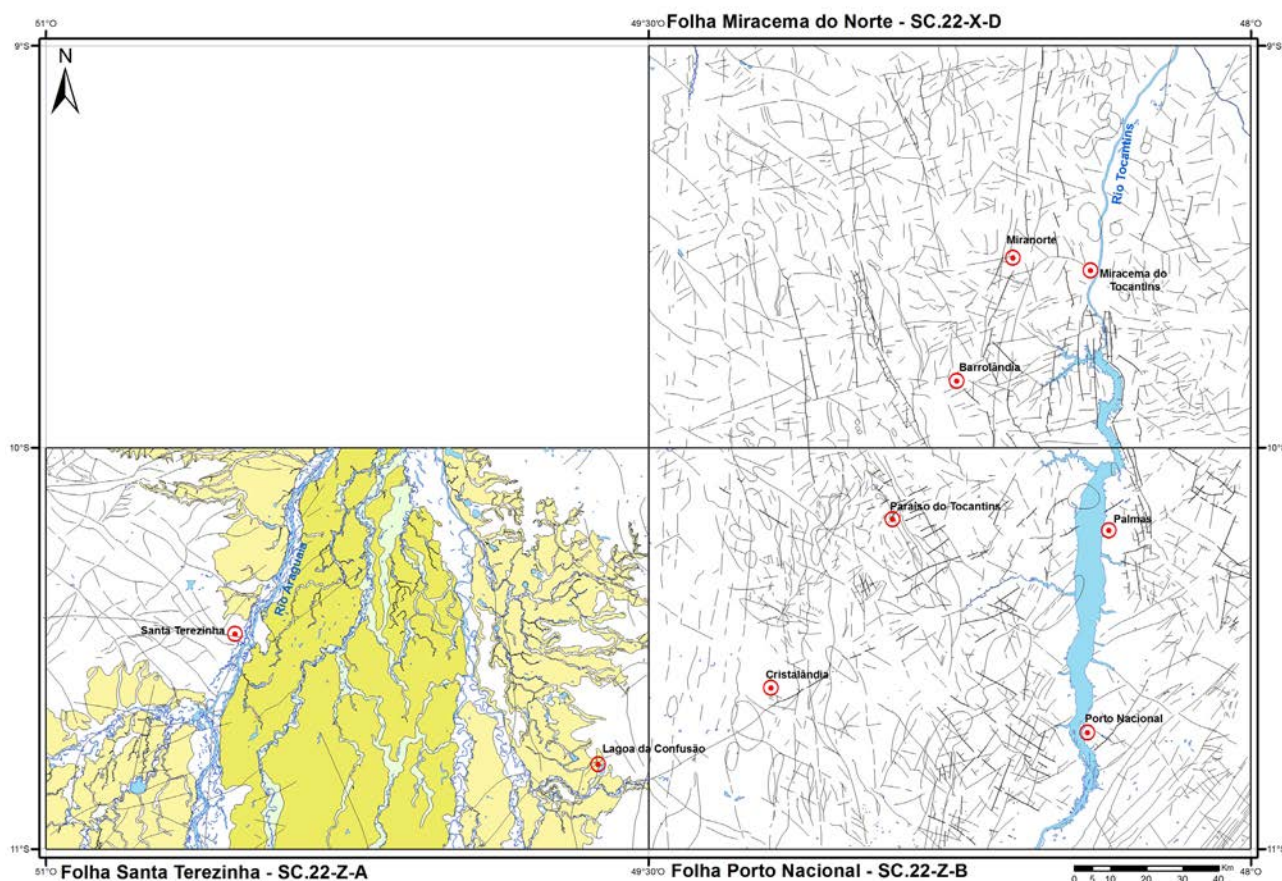 51°O
49°30'O
Folha Miracema do Norte - SC.22-X-D
48°O
9°S
9°S
N
Rio Tocantins
Miranorte
Miracema do
Tocantins
Barrolândia
10°S
10°S
Paraíso do Tocantins
Palmas
Rio Araguaia
Santa Terezinha
Cristalândia
Porto Nacional
Lagoa da Confusão
11°S
11°S
51°O
Folha Santa Terezinha - SC.22-Z-A
49°30'O
Folha Porto Nacional - SC.22-Z-B
48°O
Km
0 5 10 20 30 40